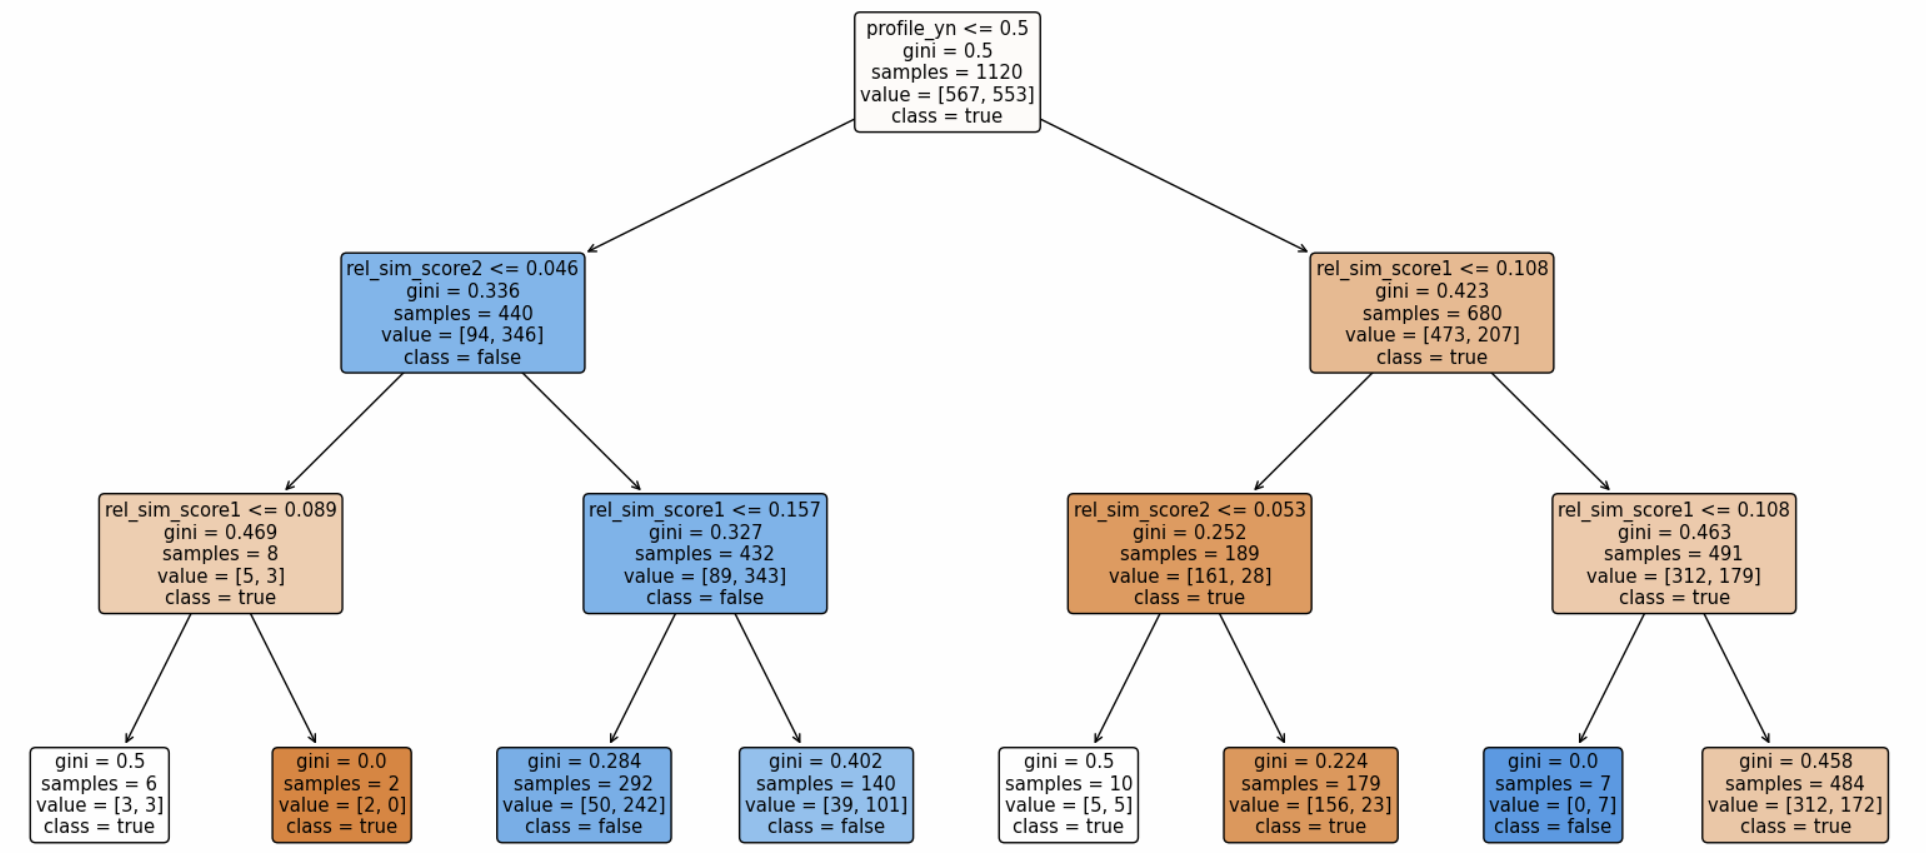 profile_yn <= 0.5
gini = 0.5
samples = 1120
value = [567, 553]
class = true
rel_sim_score2 <= 0.046
gini = 0.336
samples = 440
value = [94, 346]
class = false
rel_sim_score1 <= 0.108
gini = 0.423
samples = 680
value = [473, 207]
class = true
rel_sim_score1 <= 0.089
gini = 0.469
samples = 8
value = [5, 3]
class = true
rel_sim_score1 <= 0.157
gini = 0.327
samples = 432
value = [89, 343]
class = false
rel_sim_score2 <= 0.053
gini = 0.252
samples = 189
value = [161, 28]
class = true
rel_sim_score1 <= 0.108
gini = 0.463
samples = 491
value = [312, 179]
class = true
gini = 0.5
samples = 6
value = [3, 3]
class = true
gini = 0.0
samples = 2
value = [2, 0]
class = true
gini = 0.284
samples = 292
value = [50, 242]
class = false
gini = 0.402
samples = 140
value = [39, 101]
class = false
gini = 0.5
samples = 10
value = [5, 5]
class = true
gini = 0.224
samples = 179
value = [156, 23]
class = true
gini = 0.0
samples = 7
value = [0, 7]
class = false
gini = 0.458
samples = 484
value = [312, 172]
class = true